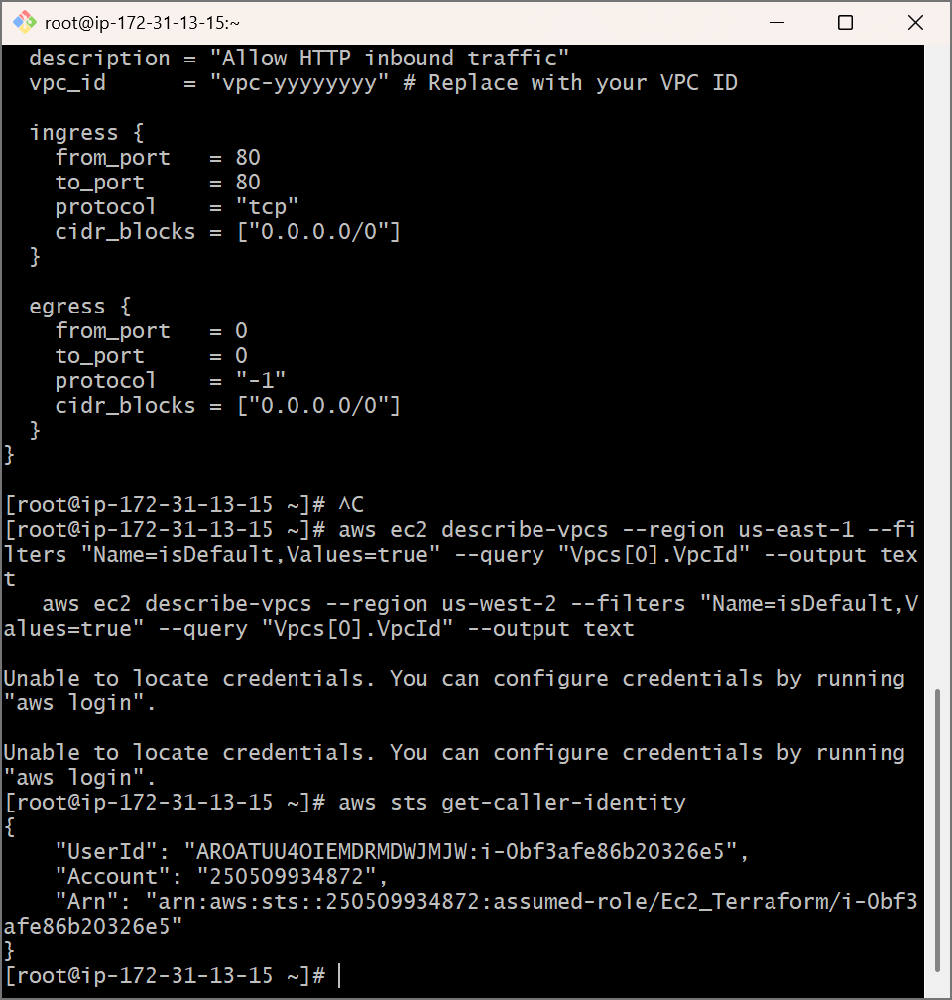 root@ip-172-31-13-15:~
  description = "Allow HTTP inbound traffic"
  vpc_id      = "vpc-yyyyyyyy" # Replace with your VPC ID
  ingress {
    from_port   = 80
    to_port     = 80
    protocol    = "tcp"
    cidr_blocks = ["0.0.0.0/0"]
  }
  egress {
    from_port   = 0
    to_port     = 0
    protocol    = "-1"
    cidr_blocks = ["0.0.0.0/0"]
  }
}
[root@ip-172-31-13-15 ~]# ^C
[root@ip-172-31-13-15 ~]# aws ec2 describe-vpcs --region us-east-1 --fi
lters "Name=isDefault,Values=true" --query "Vpcs[0].VpcId" --output tex
t
   aws ec2 describe-vpcs --region us-west-2 --filters "Name=isDefault,V
alues=true" --query "Vpcs[0].VpcId" --output text
Unable to locate credentials. You can configure credentials by running
"aws login".
Unable to locate credentials. You can configure credentials by running
"aws login".
[root@ip-172-31-13-15 ~]# aws sts get-caller-identity
{
    "UserId": "AROATUU4OIEMDRMDWJMJW:i-0bf3afe86b20326e5",
    "Account": "250509934872",
    "Arn": "arn:aws:sts::250509934872:assumed-role/Ec2_Terraform/i-0bf3
afe86b20326e5"
}
[root@ip-172-31-13-15 ~]#